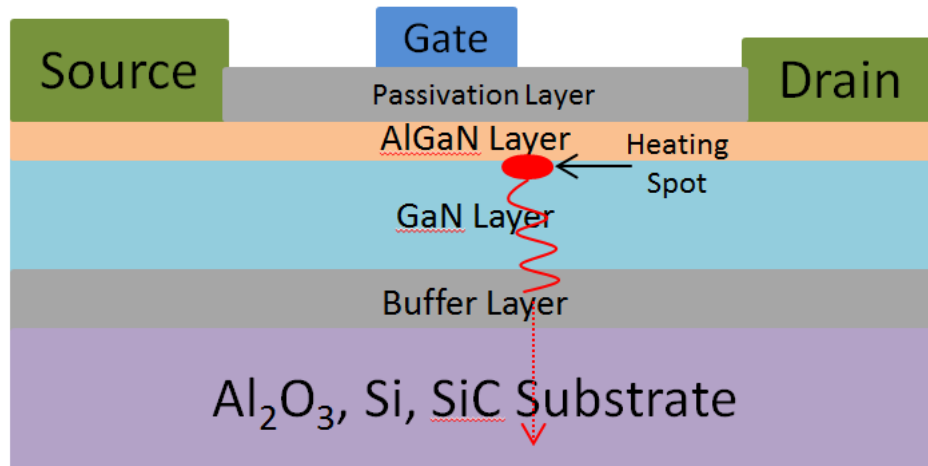 Gate
Source
Drain
Passivation Layer
AlGaN Layer
Heating
Spot
GaN Layer
Buffer Layer
Al₂O₃, Si, SiC Substrate